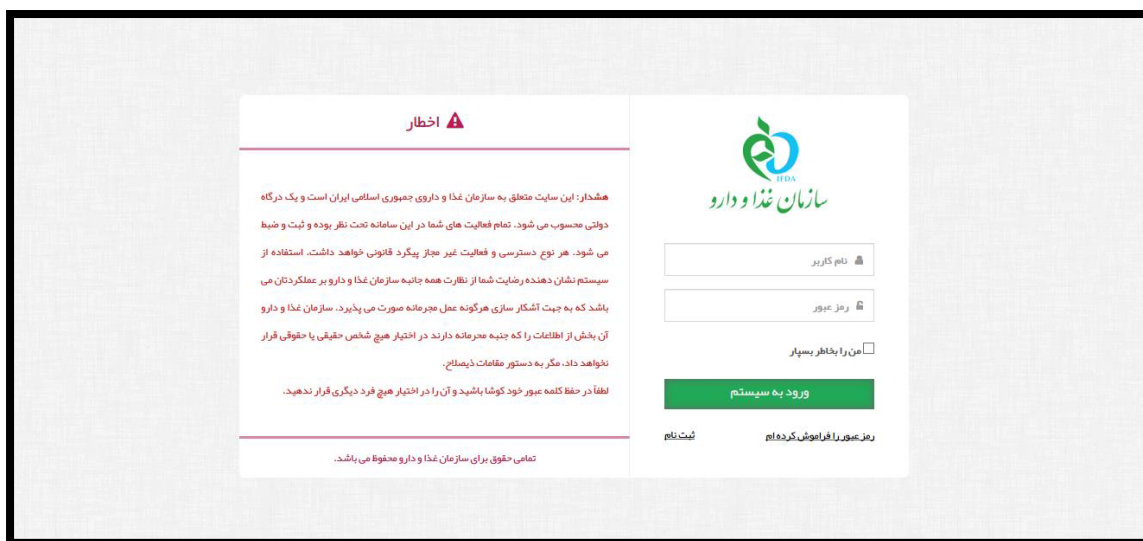 IFDA
سازمان غذا و دارو
نام کاربر
رمز عبور
من را بخاطر بسپار
ورود به سیستم
رمز عبور را فراموش کرده ام
ثبت نام
اخطار
هشدار: این سایت متعلق به سازمان غذا و داروی جمهوری اسلامی ایران است و یک درگاه
دولتی محسوب می شود. تمام فعالیت های شما در این سامانه تحت نظر بوده و ثبت و ضبط
می شود. هر نوع دسترسی و فعالیت غیر مجاز پیگرد قانونی خواهد داشت. استفاده از
سیستم نشان دهنده رضایت شما از نظارت همه جانبه سازمان غذا و دارو بر عملکردتان می
باشد که به جهت آشکار سازی هرگونه عمل مجرمانه صورت می پذیرد. سازمان غذا و دارو
آن بخش از اطلاعات را که جنبه محرمانه دارند در اختیار هیچ شخص حقیقی یا حقوقی قرار
نخواهد داد، مگر به دستور مقامات ذیصلاح.
لطفاً در حفظ کلمه عبور خود کوشا باشید و آن را در اختیار هیچ فرد دیگری قرار ندهید.
تمامی حقوق برای سازمان غذا و دارو محفوظ می باشد.